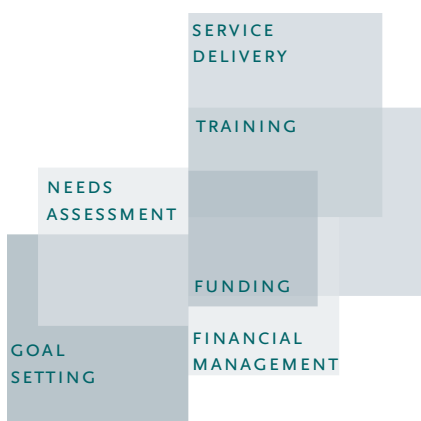 SERVICE
DELIVERY
TRAINING
NEEDS
ASSESSMENT
FUNDING
FINANCIAL
MANAGEMENT
GOAL
SETTING